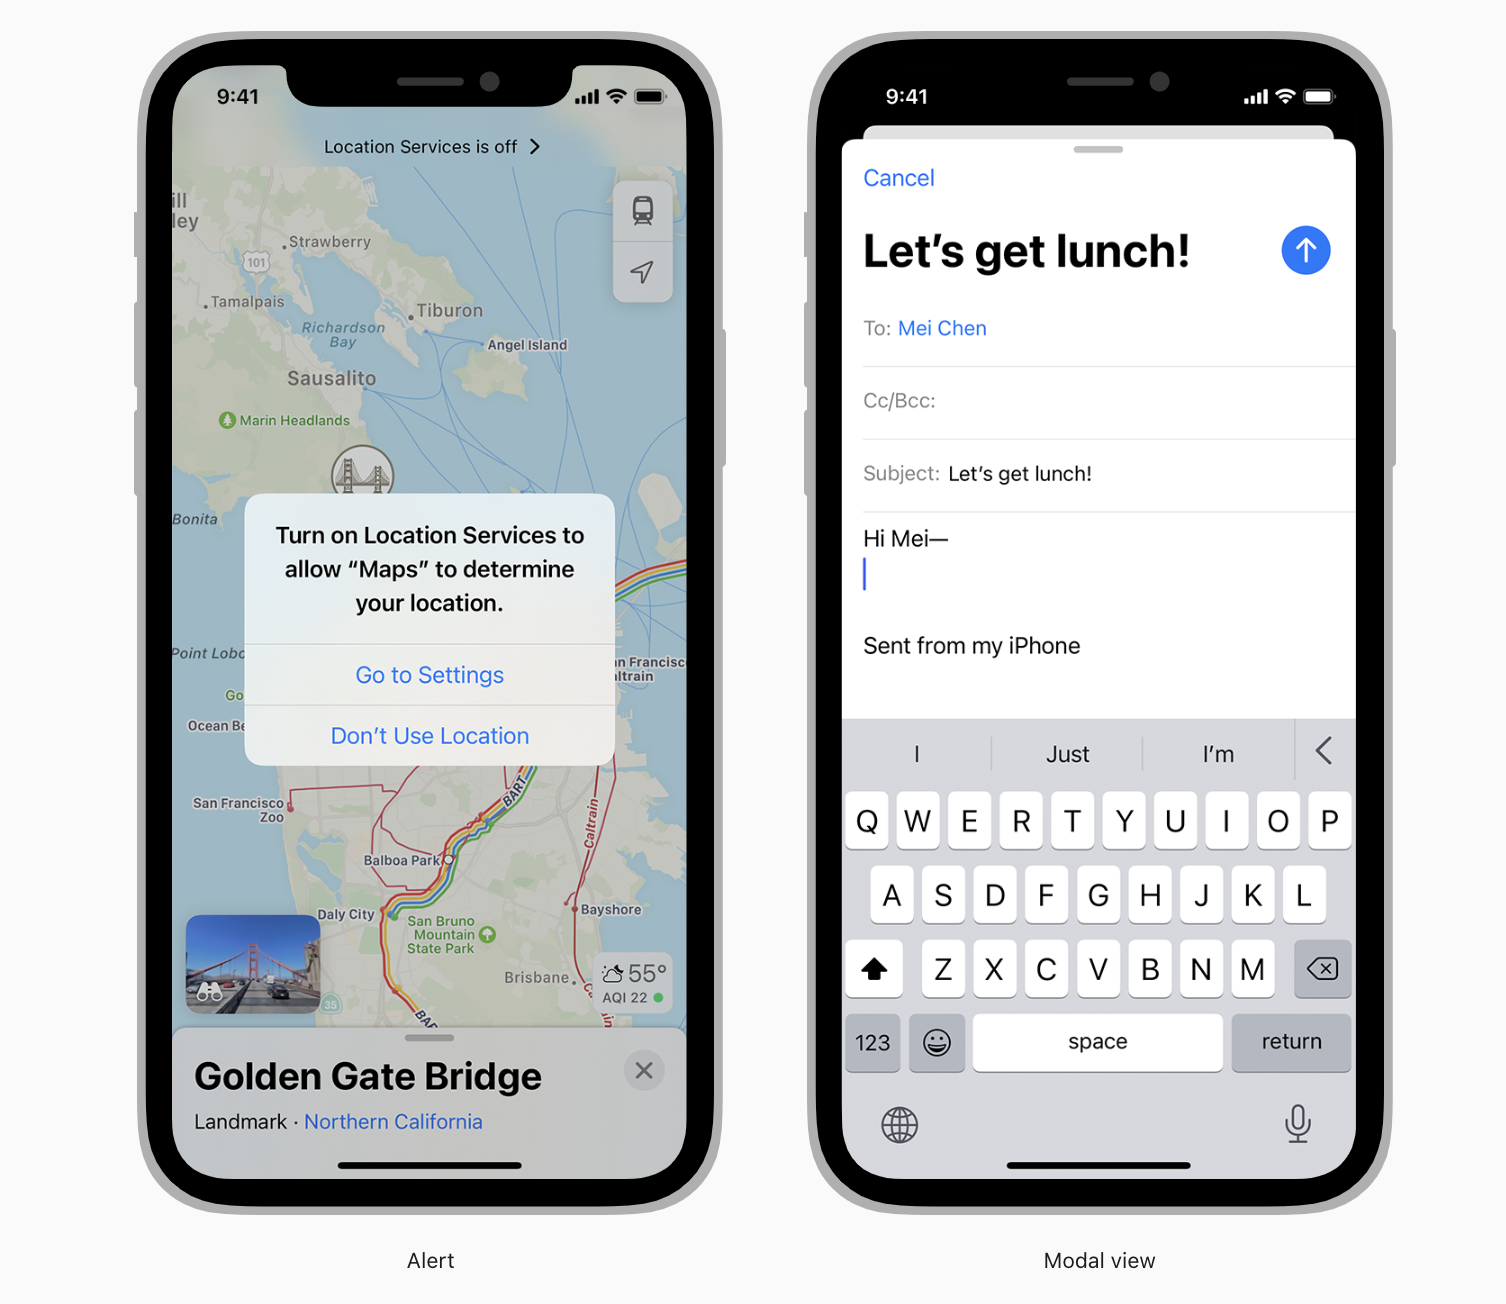 9:41
Location Services is off
ill
ley
Strawberry
101
Tamalpais
Tiburon
Richardson
Bay
Angel Island
Sausalito
Marin Headlands
Bonita
Turn on Location Services to
allow “Maps” to determine
your location.
Point Lobo
n Francisco
ltrain
Go to Settings
Go
Ocean Be
Don’t Use Location
BART
San Francisco
Zoo
Caltrain
Balboa Park
Daly City
San Bruno
Mountain
State Park
Bayshore
Brisbane
55°
AQI 22
35
Golden Gate Bridge
Landmark · Northern California
Alert
9:41
Cancel
Let’s get lunch!
To: Mei Chen
Cc/Bcc:
Subject: Let’s get lunch!
Hi Mei—
Sent from my iPhone
I Just I’m
Q W E R T Y U I O P
A S D F G H J K L
Z X C V B N M
123 space return
Modal view